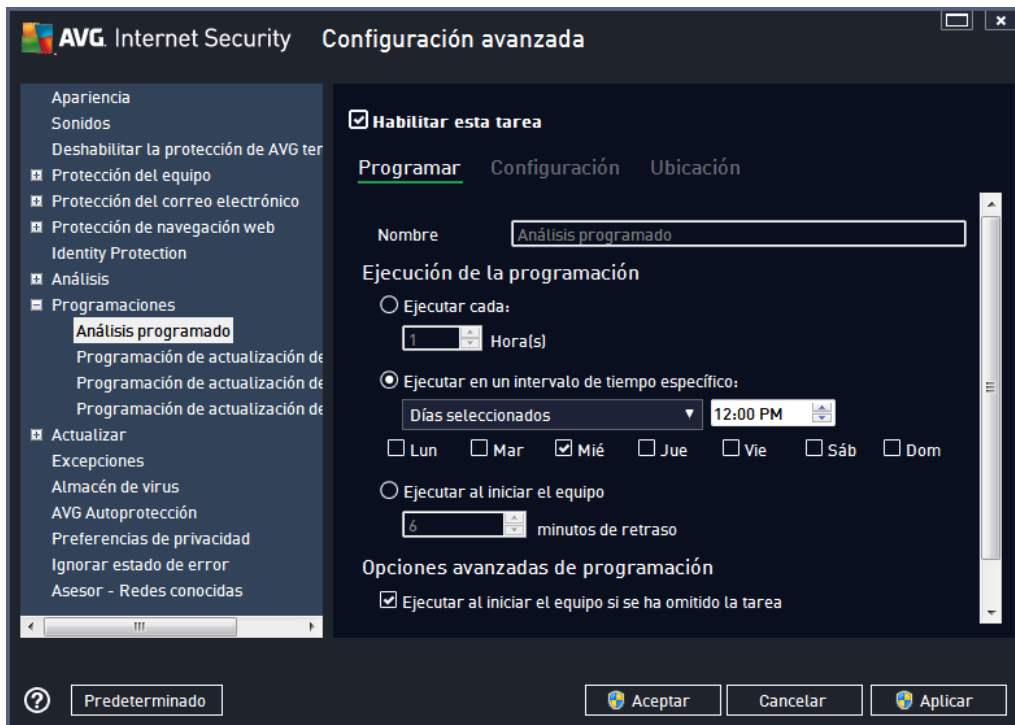 AVG. Internet Security Configuración avanzada
Apariencia
Sonidos
Deshabilitar la protección de AVG ter
Protección del equipo
Protección del correo electrónico
Protección de navegación web
Identity Protection
Análisis
Programaciones
Análisis programado
Programación de actualización de
Programación de actualización de
Programación de actualización de
Actualizar
Excepciones
Almacén de virus
AVG Autoprotección
Preferencias de privacidad
Ignorar estado de error
Asesor - Redes conocidas
Habilitar esta tarea
Programar Configuración Ubicación
Nombre Análisis programado
Ejecución de la programación
Ejecutar cada:
1 Hora(s)
Ejecutar en un intervalo de tiempo específico:
Días seleccionados 12:00 PM
Lun Mar Mié Jue Vie Sáb Dom
Ejecutar al iniciar el equipo
6 minutos de retraso
Opciones avanzadas de programación
Ejecutar al iniciar el equipo si se ha omitido la tarea
? Predeterminado Aceptar Cancelar Aplicar